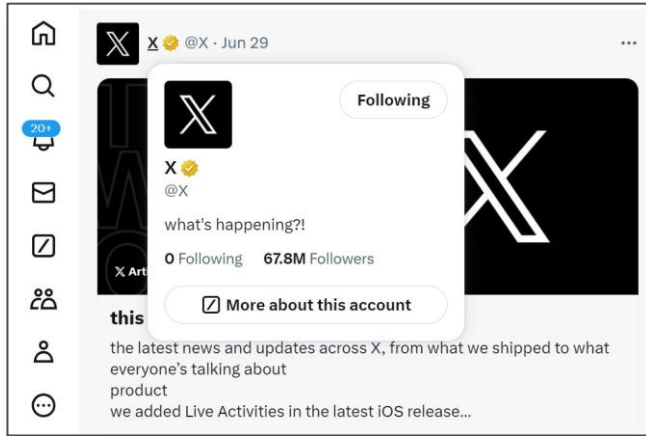 X @X · Jun 29
20+
Following
X
@X
what's happening?!
0 Following 67.8M Followers
X Art
More about this account
this
the latest news and updates across X, from what we shipped to what
everyone's talking about
product
we added Live Activities in the latest iOS release...